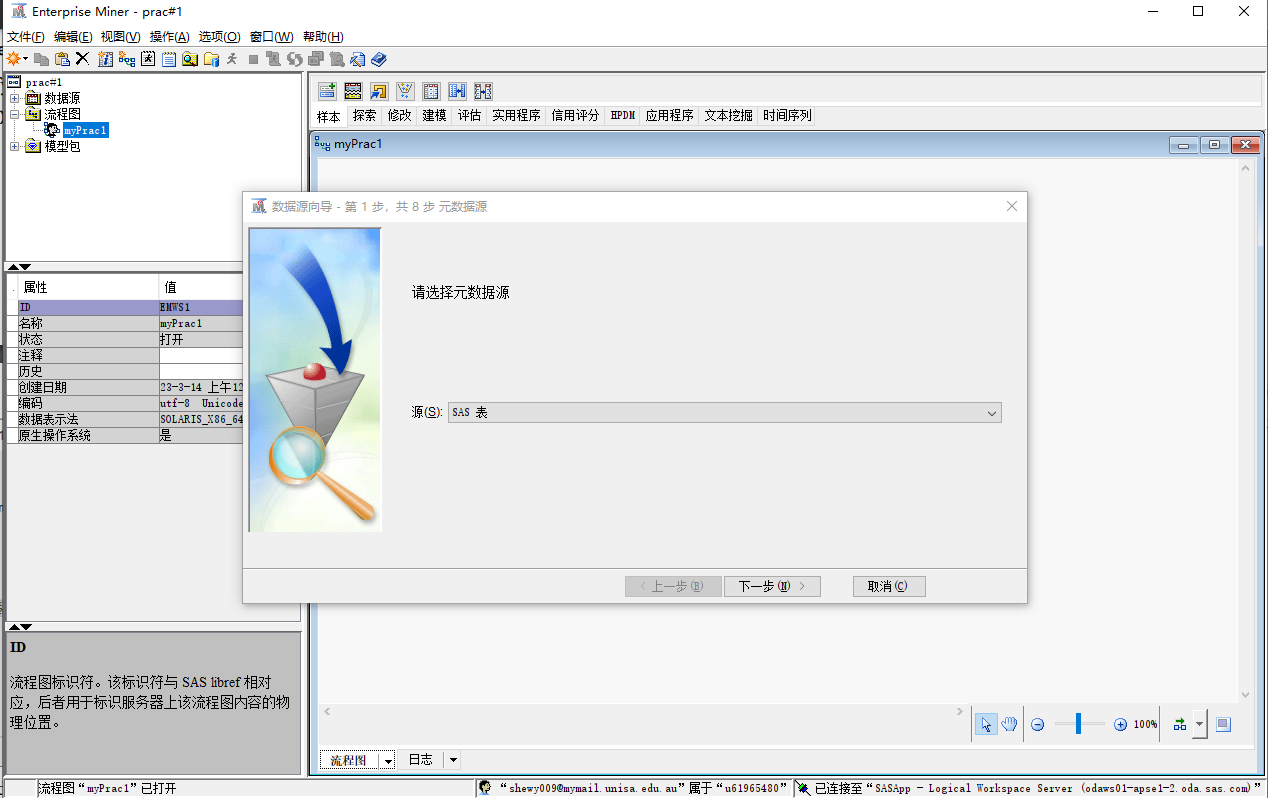 Enterprise Miner - prac#1
文件(F) 编辑(E) 视图(V) 操作(A) 选项(O) 窗口(W) 帮助(H)
prac#1
数据源
流程图
myPrac1
模型包
样本 探索 修改 建模 评估 实用程序 信用评分 HPDM 应用程序 文本挖掘 时间序列
myPrac1
数据源向导 - 第 1 步，共 8 步 元数据源
请选择元数据源
源(S): SAS 表
< 上一步(B) 下一步(N) > 取消(C)
属性 值
ID EMWS1
名称 myPrac1
状态 打开
注释
历史
创建日期 23-3-14 上午12
编码 utf-8 Unicode
数据表示法 SOLARIS_X86_64
原生操作系统 是
ID
流程图标识符。该标识符与 SAS libref 相对
应，后者用于标识服务器上该流程图内容的物
理位置。
100%
流程图 日志
流程图“myPrac1”已打开 “shewy009@mymail.unisa.edu.au”属于“u61965480” 已连接至“SASApp - Logical Workspace Server (odaws01-apse1-2.oda.sas.com)”